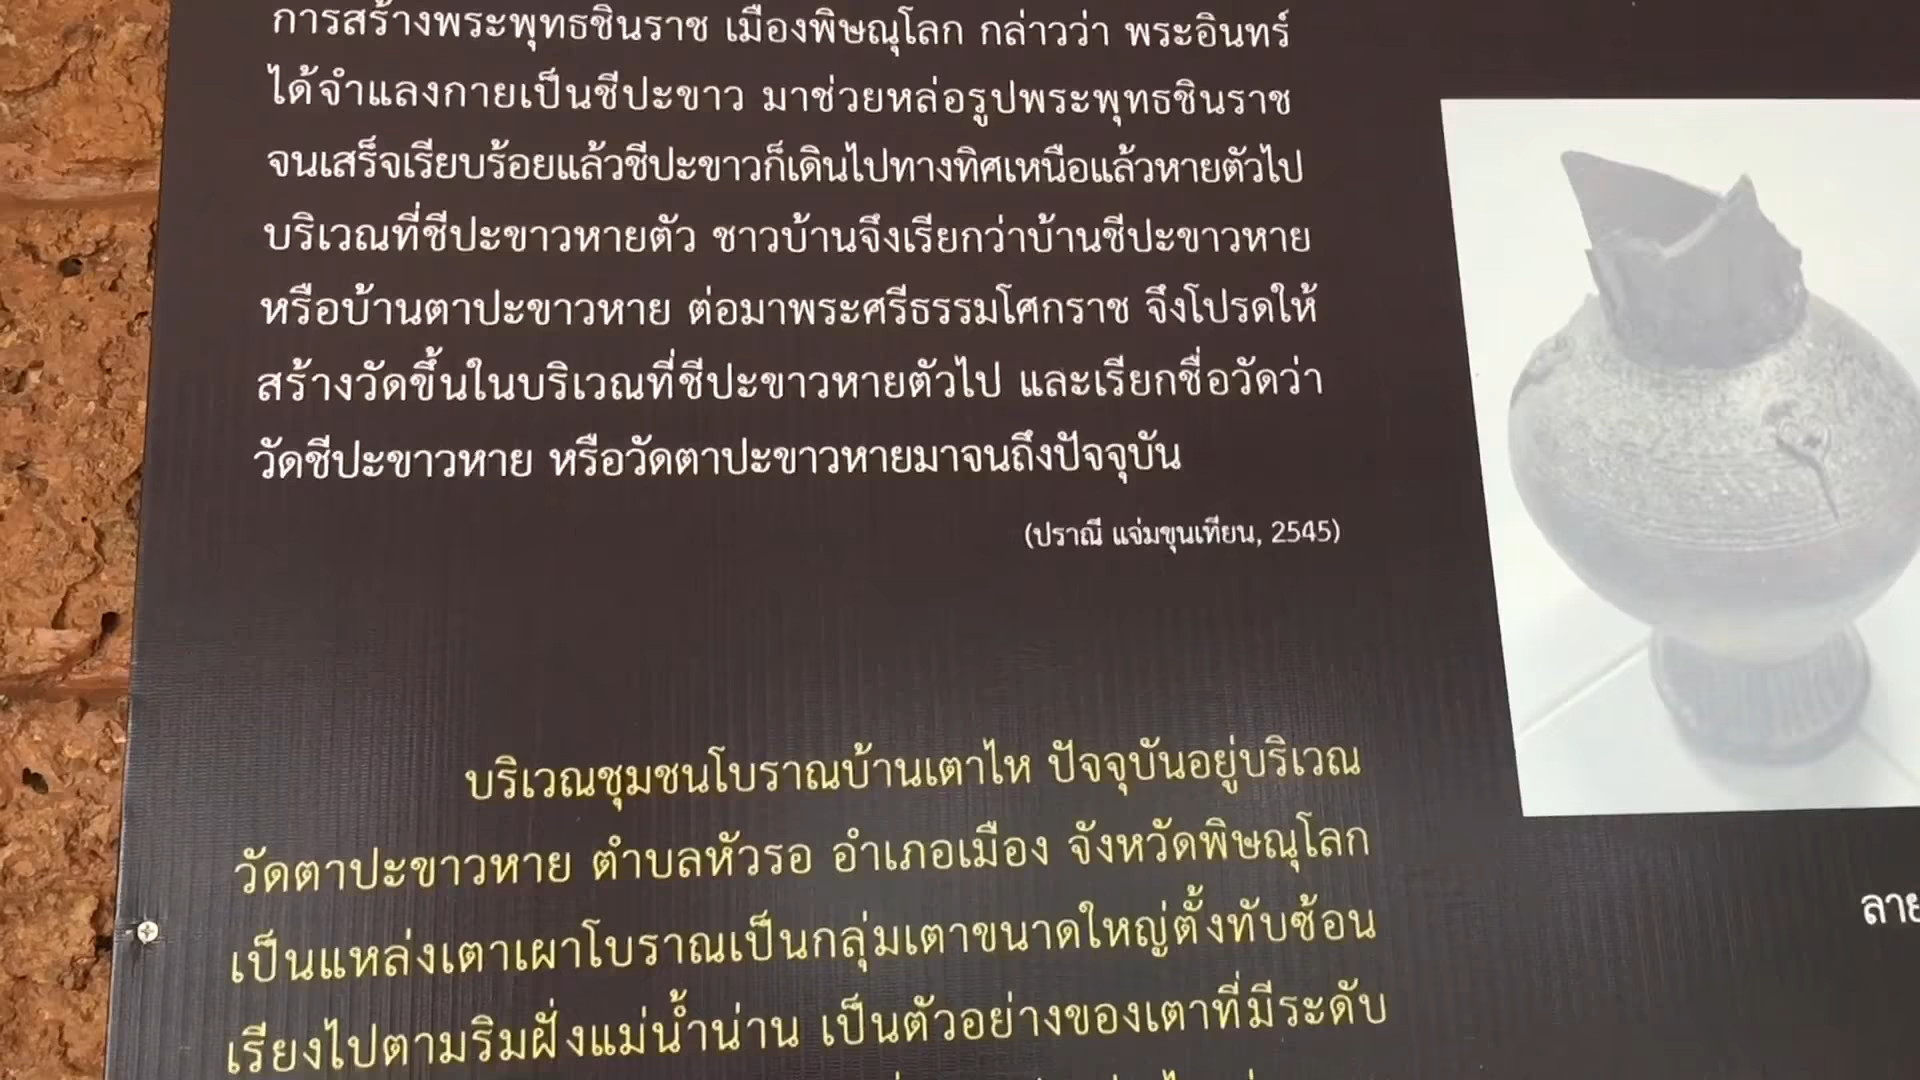 การสร้างพระพุทธชินราช เมืองพิษณุโลก กล่าวว่า พระอินทร์
ได้จำแลงกายเป็นชีปะขาว มาช่วยหล่อรูปพระพุทธชินราช
จนเสร็จเรียบร้อยแล้วชีปะขาวก็เดินไปทางทิศเหนือแล้วหายตัวไป
บริเวณที่ชีปะขาวหายตัว ชาวบ้านจึงเรียกว่าบ้านชีปะขาวหาย
หรือบ้านตาปะขาวหาย ต่อมาพระศรีธรรมโศกราช จึงโปรดให้
สร้างวัดขึ้นในบริเวณที่ชีปะขาวหายตัวไป และเรียกชื่อวัดว่า
วัดชีปะขาวหาย หรือวัดตาปะขาวหายมาจนถึงปัจจุบัน
(ปราณี แจ่มขุนเทียน, 2545)
บริเวณชุมชนโบราณบ้านเตาไห ปัจจุบันอยู่บริเวณ
วัดตาปะขาวหาย ตำบลหัวรอ อำเภอเมือง จังหวัดพิษณุโลก
เป็นแหล่งเตาเผาโบราณเป็นกลุ่มเตาขนาดใหญ่ตั้งทับซ้อน
เรียงไปตามริมฝั่งแม่น้ำน่าน เป็นตัวอย่างของเตาที่มีระดับ
ลาย